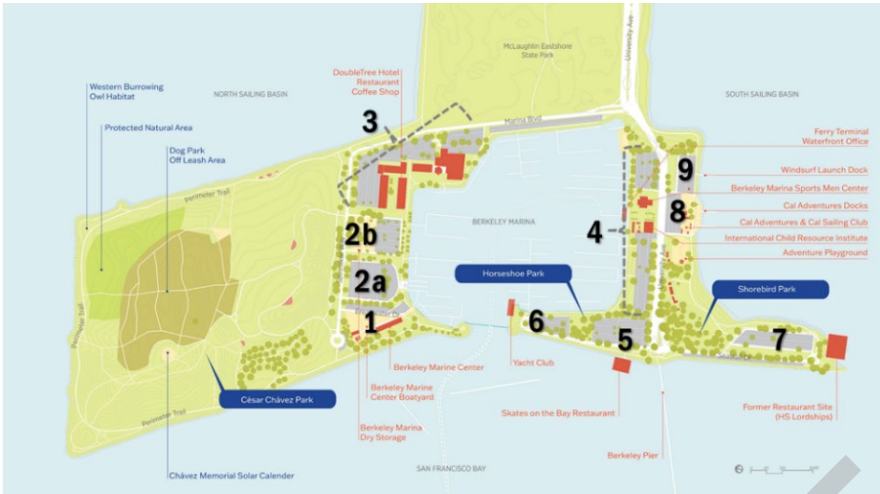 McLaughlin Eastshore
State Park
University Ave
DoubleTree Hotel
Restaurant
Coffee Shop
Western Burrowing
Owl Habitat
NORTH SAILING BASIN
SOUTH SAILING BASIN
3
Marina Blvd
Protected Natural Area
Dog Park
Off Leash Area
Ferry Terminal
Waterfront Office
9
Windsurf Launch Dock
Perimeter Trail
Berkeley Marina Sports Men Center
8
Cal Adventures Docks
BERKELEY MARINA
Cal Adventures & Cal Sailing Club
4
2b
International Child Resource Institute
Adventure Playground
Horseshoe Park
2a
Shorebird Park
Perimeter Trail
1
6
5
7
Berkeley Marine Center
Yacht Club
Berkeley Marine
Center Boatyard
César Chávez Park
Skates on the Bay Restaurant
Former Restaurant Site
(HS Lordships)
Perimeter Trail
Berkeley Marina
Dry Storage
Berkeley Pier
SAN FRANCISCO BAY
Chávez Memorial Solar Calender